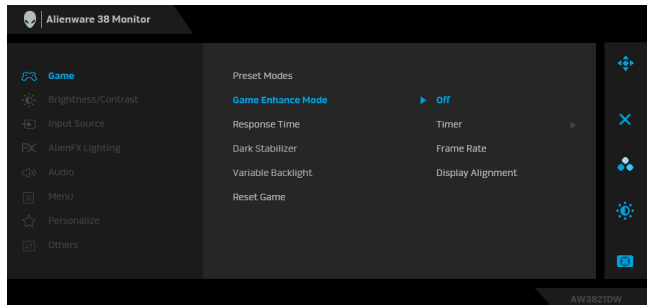 Alienware 38 Monitor
Game
Brightness/Contrast
Input Source
AlienFX Lighting
Audio
Menu
Personalize
Others
Preset Modes
Game Enhance Mode
Response Time
Dark Stabilizer
Variable Backlight
Reset Game
Off
Timer
Frame Rate
Display Alignment
AW3821DW